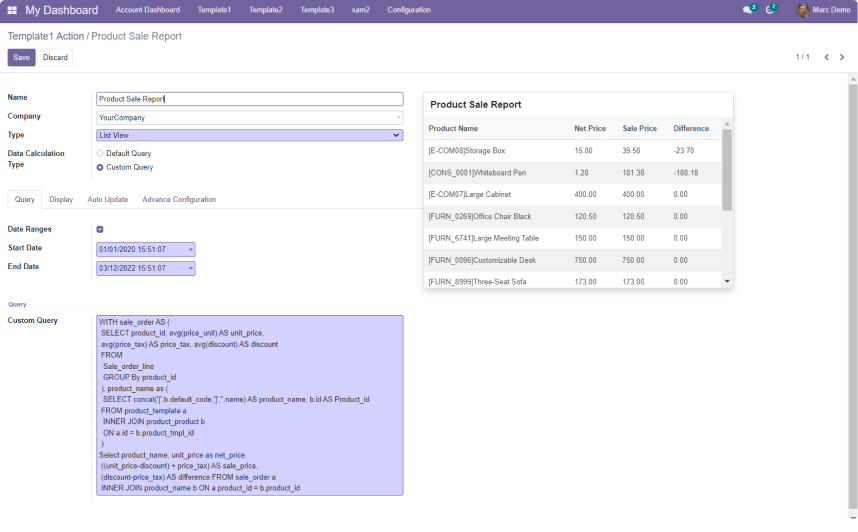 My Dashboard Account Dashboard Template1 Template2 Template3 sam2 Configuration 3 7 Marc Demo
Template1 Action / Product Sale Report
Save Discard 1 / 1
Name Product Sale Report
Company YourCompany
Type List View
Data Calculation Type Default Query
Custom Query
Query Display Auto Update Advance Configuration
Date Ranges
Start Date 01/01/2020 15:51:07
End Date 03/12/2022 15:51:07
Query
Custom Query
WITH sale_order AS (
SELECT product_id, avg(price_unit) AS unit_price,
avg(price_tax) AS price_tax, avg(discount) AS discount
FROM
Sale_order_line
GROUP By product_id
), product_name as (
SELECT concat('[',b.default_code,']','',name) AS product_name, b.id AS Product_id
FROM product_template a
INNER JOIN product_product b
ON a.id = b.product_tmpl_id
)
Select product_name, unit_price as net_price,
((unit_price-discount) + price_tax) AS sale_price,
(discount-price_tax) AS difference FROM sale_order a
INNER JOIN product_name b ON a.product_id = b.product_id
Product Sale Report
Product Name Net Price Sale Price Difference
[E-COM08]Storage Box 15.80 39.50 -23.70
[CONS_0001]Whiteboard Pen 1.20 181.38 -180.18
[E-COM07]Large Cabinet 400.00 400.00 0.00
[FURN_0269]Office Chair Black 120.50 120.50 0.00
[FURN_6741]Large Meeting Table 150.00 150.00 0.00
[FURN_0096]Customizable Desk 750.00 750.00 0.00
[FURN_8999]Three-Seat Sofa 173.00 173.00 0.00